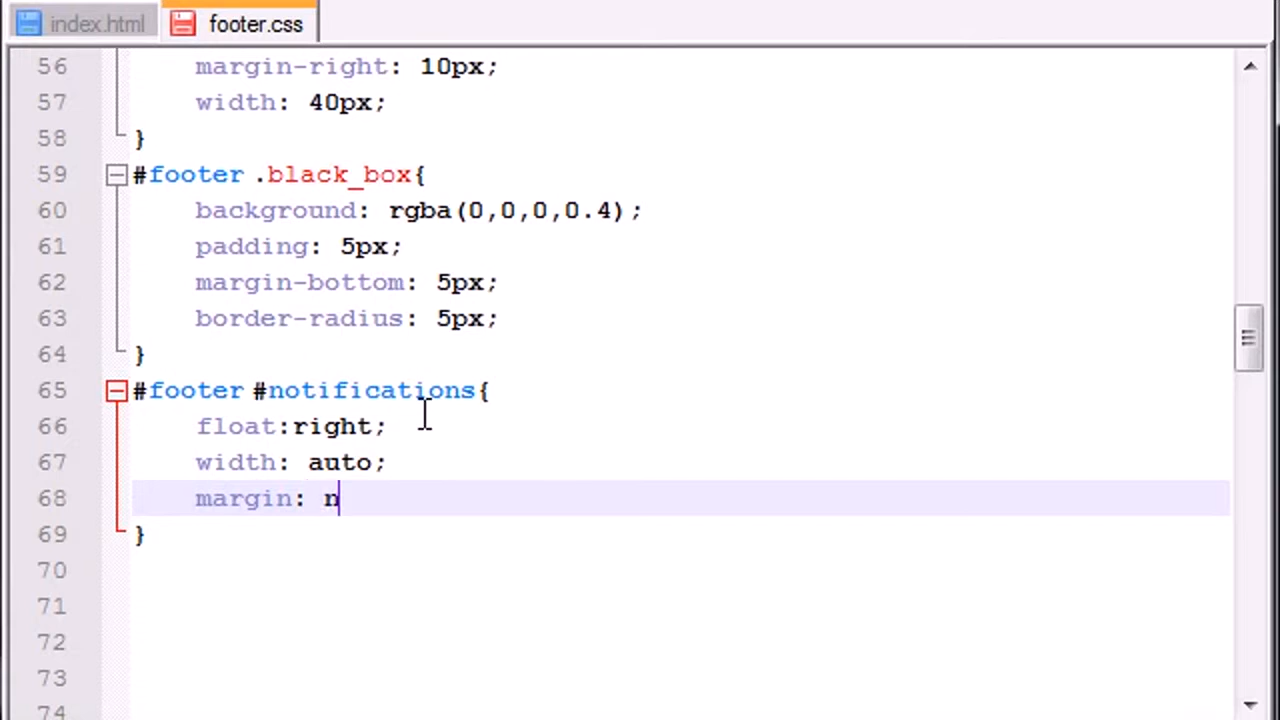 index.html footer.css
56 margin-right: 10px;
57 width: 40px;
58 }
59 #footer .black_box{
60 background: rgba(0,0,0,0.4);
61 padding: 5px;
62 margin-bottom: 5px;
63 border-radius: 5px;
64 }
65 #footer #notifications{
66 float:right;
67 width: auto;
68 margin: n
69 }
70
71
72
73
74